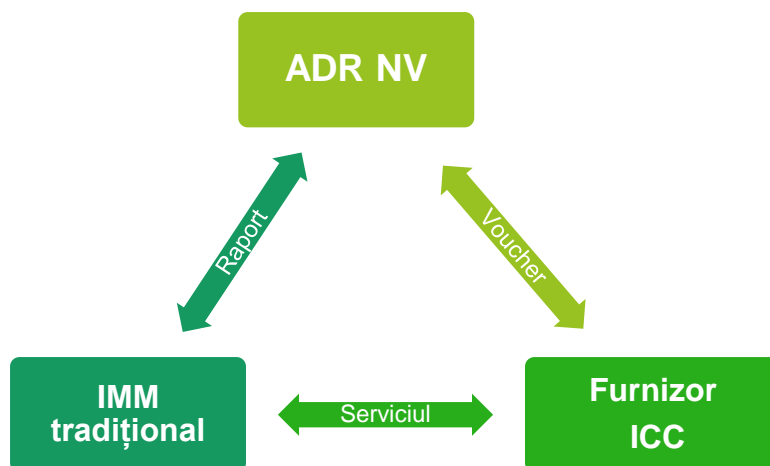 ADR NV
Raport
Voucher
IMM
tradițional
Serviciul
Furnizor
ICC